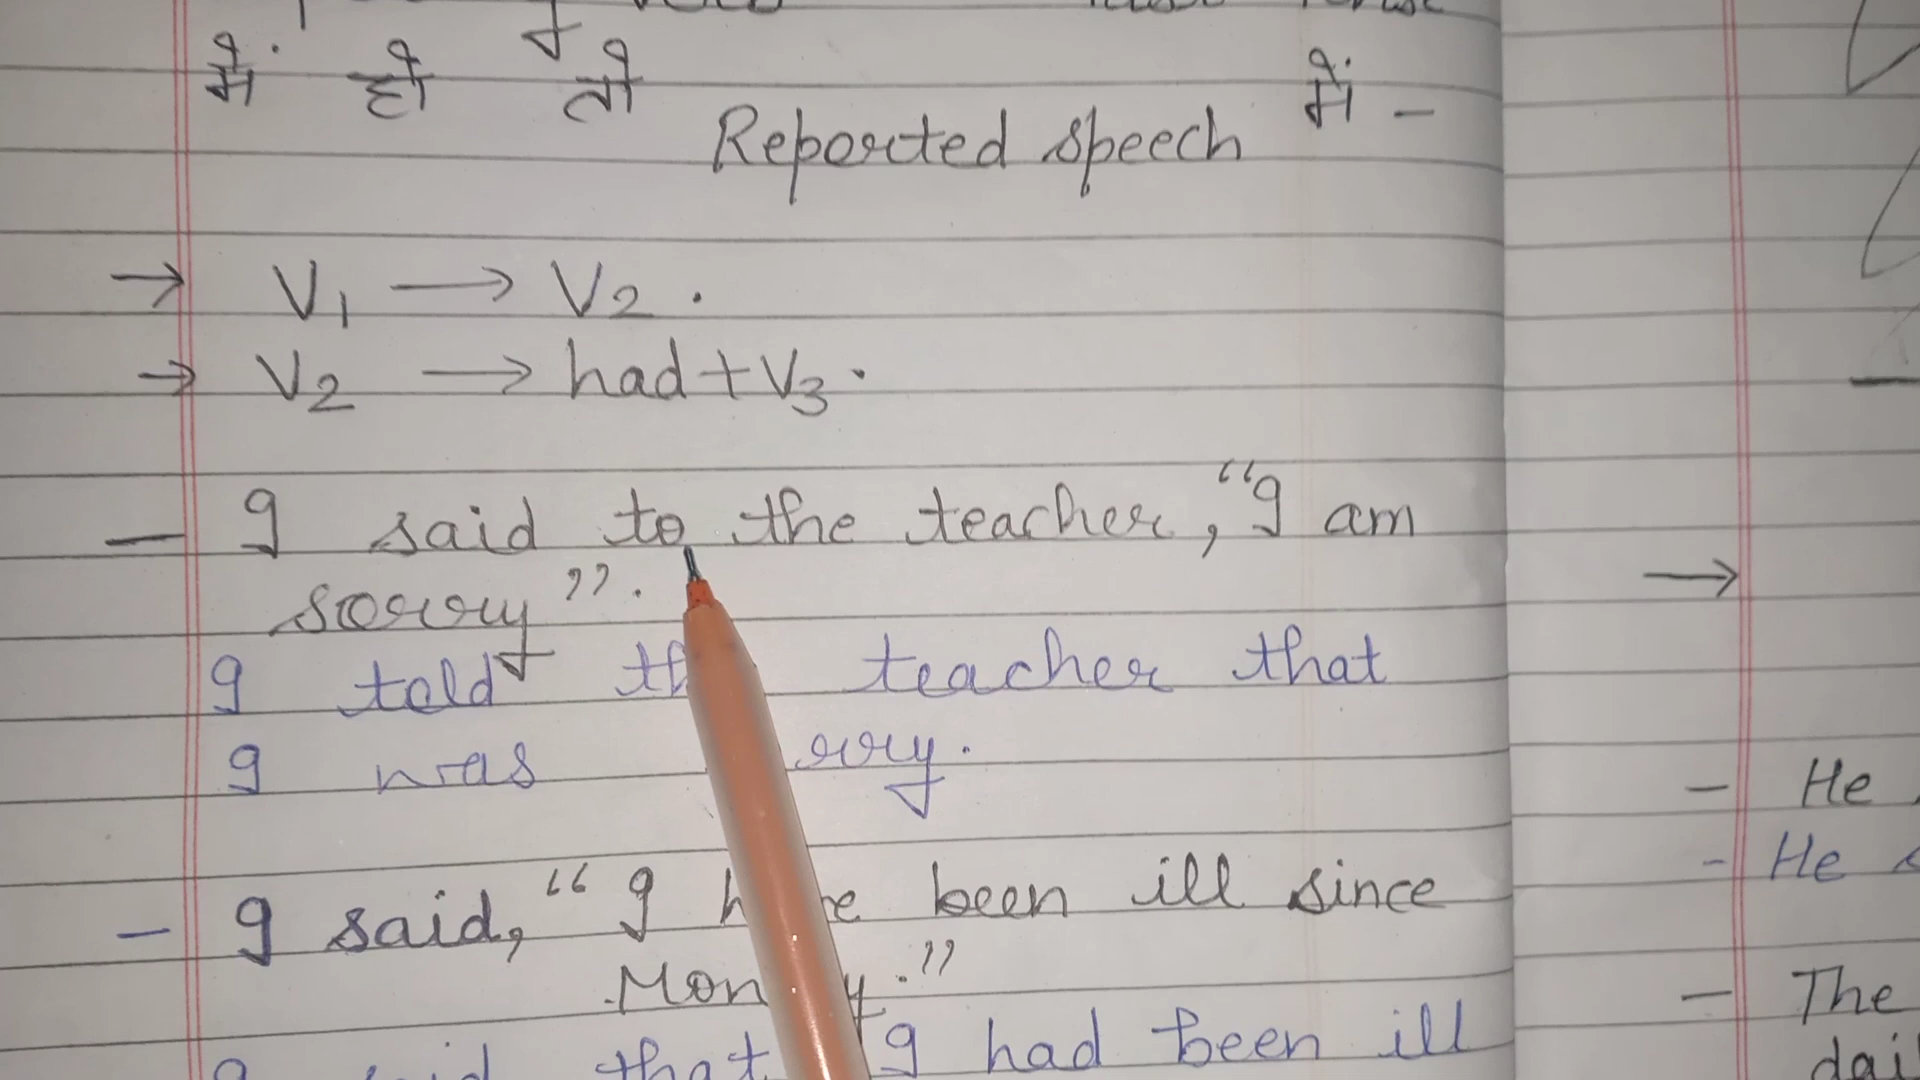 में हो तो Reported speech में -
→ V1 → V2 .
→ V2 → had + V3 .
- I said to the teacher, "I am
sorry".
I told teacher that
I was
- I said, " I been ill since
that I had been ill
→
- He
- He
- The